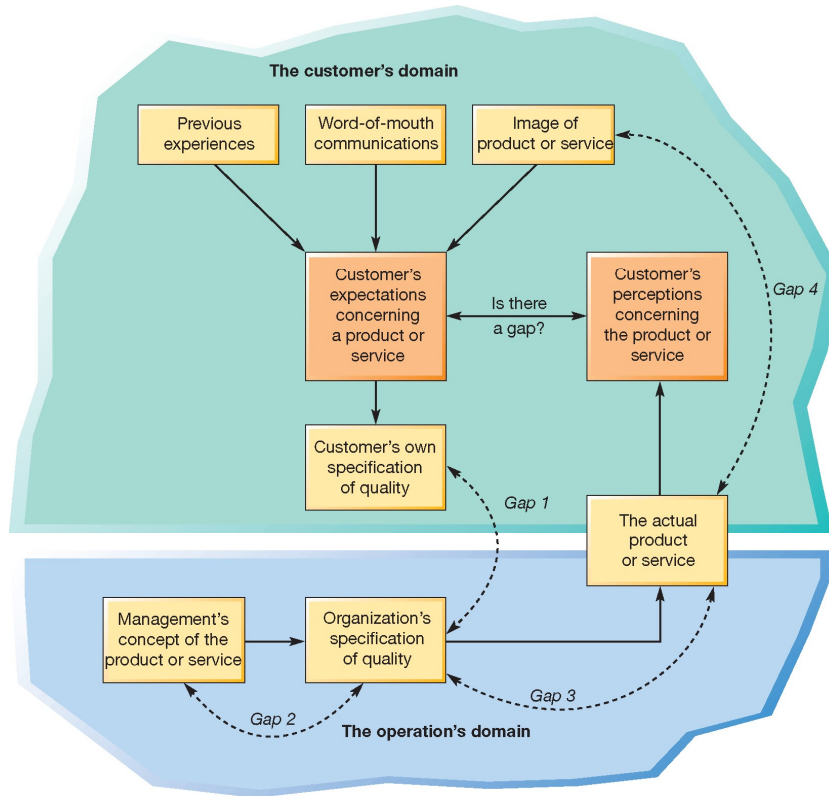 The customer's domain
Previous
experiences
Word-of-mouth
communications
Image of
product or service
Customer's
expectations
concerning
a product or
service
Is there
a gap?
Customer's
perceptions
concerning
the product or
service
Gap 4
Customer's own
specification
of quality
Gap 1
The actual
product
or service
Management's
concept of the
product or service
Organization's
specification
of quality
Gap 2
Gap 3
The operation's domain